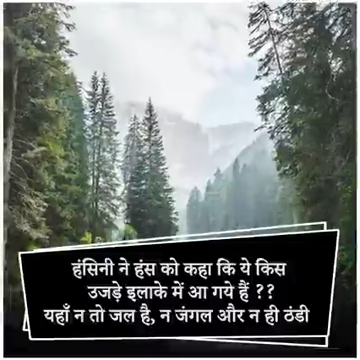 हंसिनी ने हंस को कहा कि ये किस
उजड़े इलाके में आ गये हैं ??
यहाँ न तो जल है, न जंगल और न ही ठंडी